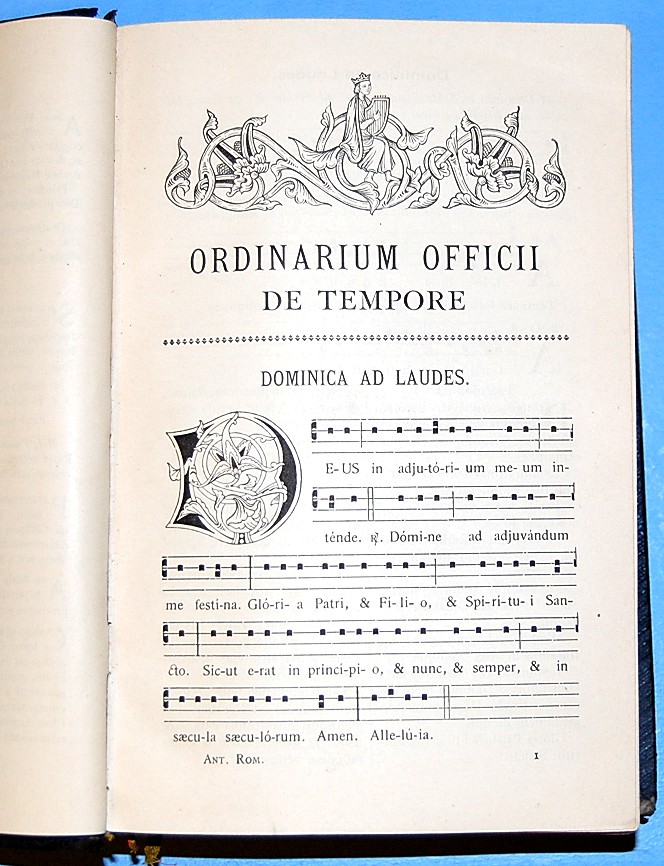 ORDINARIUM OFFICII
DE TEMPORE
DOMINICA AD LAUDES.
DE-US in adju-tó-ri- um me- um in-
ténde. ℟. Dómi-ne ad adjuvándum
me festi-na. Gló-ri- a Patri, & Fi- li- o, & Spi-ri-tu- i San-
cto. Sic-ut e-rat in princi-pi- o, & nunc, & semper, & in
sæcu-la sæcu-ló-rum. Amen. Alle-lú-ia.
Ant. Rom. 1